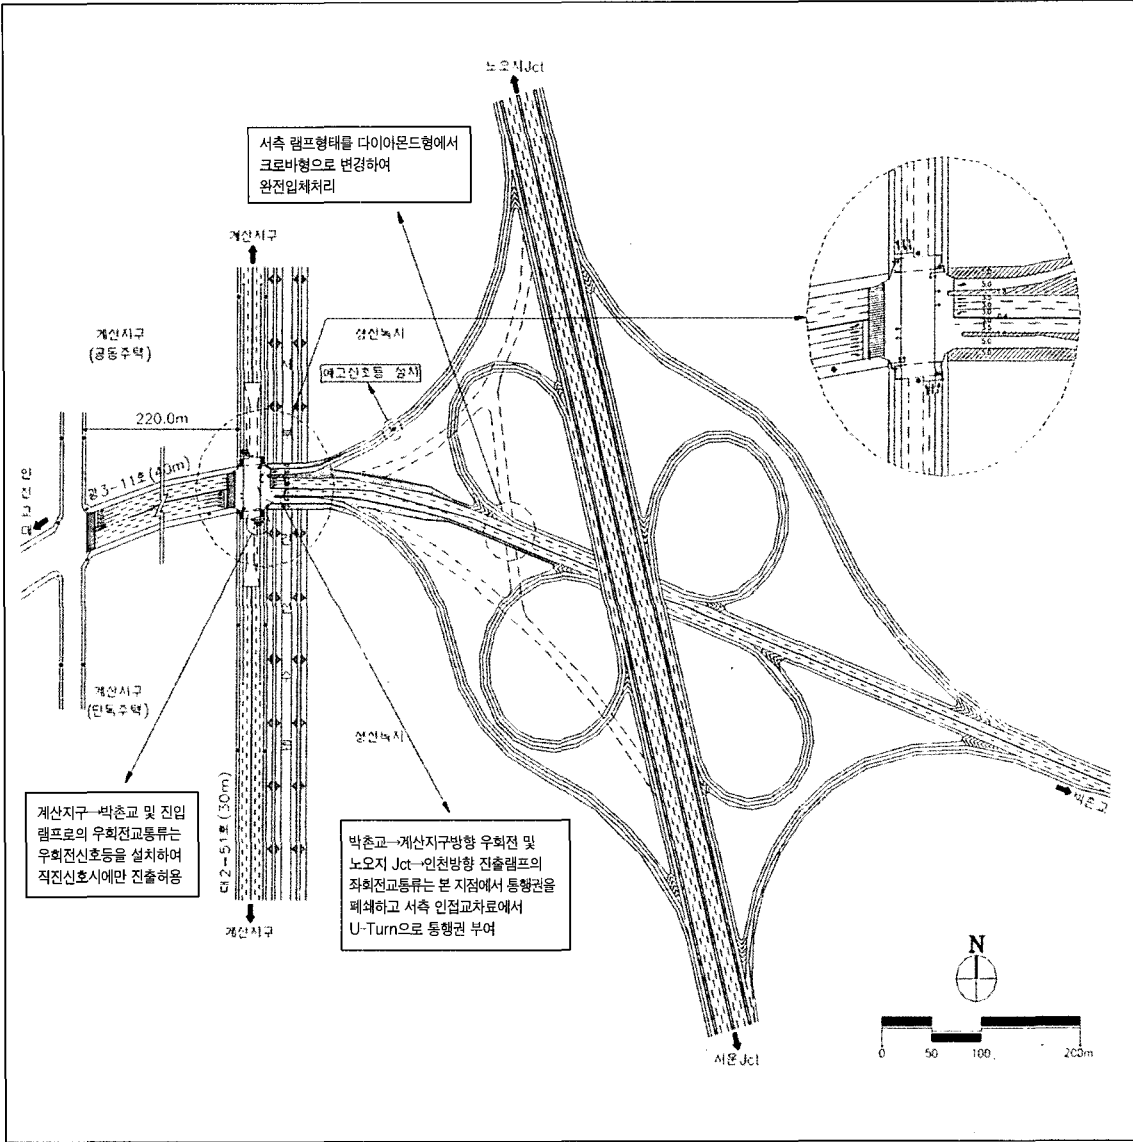 노오지Jct
서측 램프형태를 다이아몬드형에서
크로바형으로 변경하여
완전입체처리
계산지구
계산지구
(공동주택)
경산녹지
예고신호등 설치
220.0m
광3-11호(40m)
계산지구
(단독주택)
경산녹지
대2-51호(30m)
계산지구→박촌교 및 진입
램프로의 우회전교통류는
우회전신호등을 설치하여
직진신호시에만 진출허용
박촌교→계산지구방향 우회전 및
노오지 Jct→인천방향 진출램프의
좌회전교통류는 본 지점에서 통행권을
폐쇄하고 서측 인접교차료에서
U-Turn으로 통행권 부여
박촌교
계산지구
서운Jct
N
0 50 100 200m